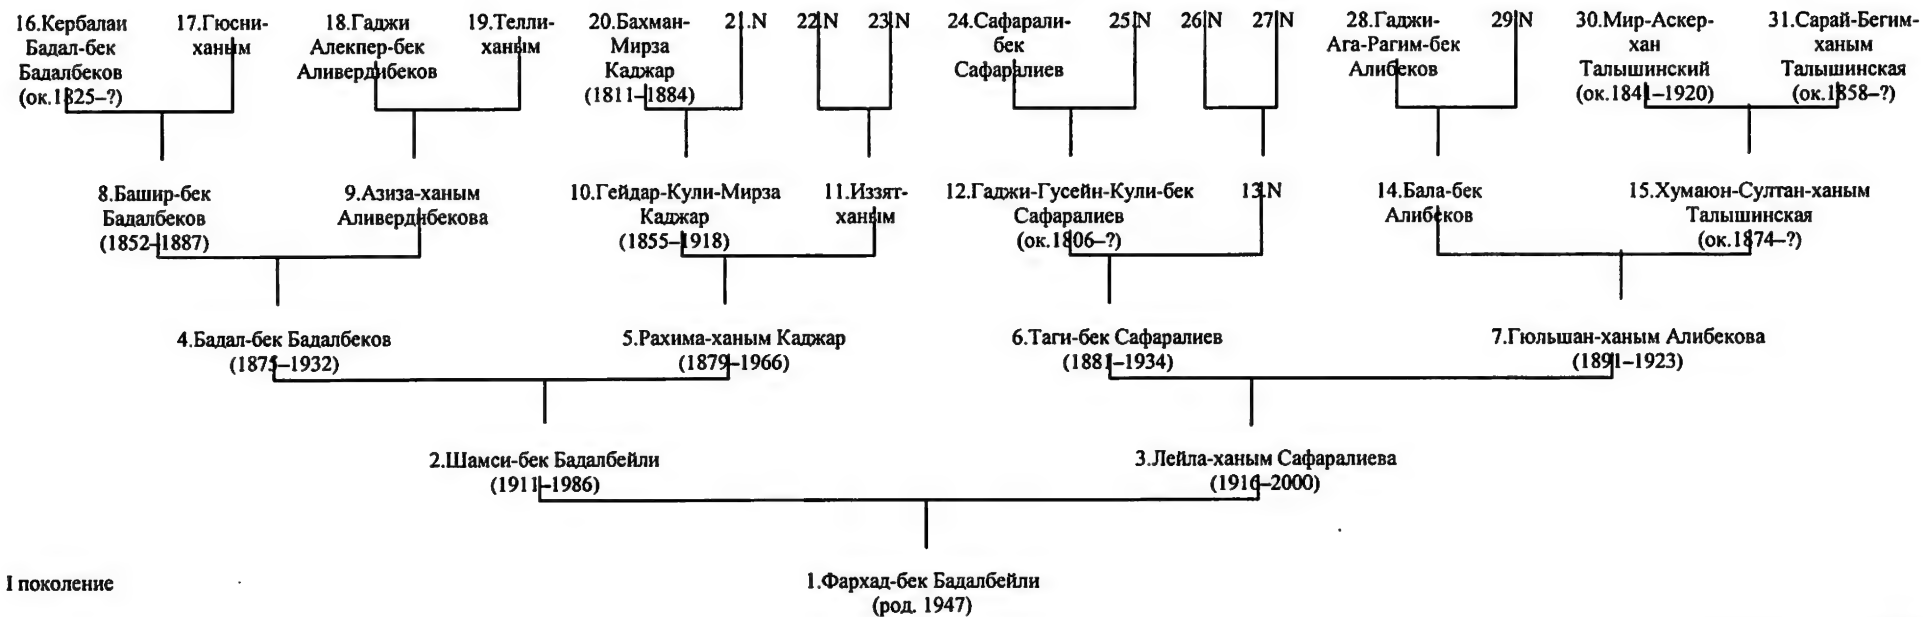 16.Кербалаи
Бадал-бек
Бадалбеков
(ок.1825–?)
17.Гюсни-
ханым
18.Гаджи
Алекпер-бек
Аливердибеков
19.Телли-
ханым
20.Бахман-
Мирза
Каджар
(1811–1884)
21.N
22.N
23.N
24.Сафарали-
бек
Сафаралиев
25.N
26.N
27.N
28.Гаджи-
Ага-Рагим-бек
Алибеков
29.N
30.Мир-Аскер-
хан
Талышинский
(ок.1841–1920)
31.Сарай-Бегим-
ханым
Талышинская
(ок.1858–?)
8.Башир-бек
Бадалбеков
(1852–1887)
9.Азиза-ханым
Аливердибекова
10.Гейдар-Кули-Мирза
Каджар
(1855–1918)
11.Иззят-
ханым
12.Гаджи-Гусейн-Кули-бек
Сафаралиев
(ок.1806–?)
13.N
14.Бала-бек
Алибеков
15.Хумаюн-Султан-ханым
Талышинская
(ок.1874–?)
4.Бадал-бек Бадалбеков
(1875–1932)
5.Рахима-ханым Каджар
(1879–1966)
6.Таги-бек Сафаралиев
(1881–1934)
7.Гюльшан-ханым Алибекова
(1891–1923)
2.Шамси-бек Бадалбейли
(1911–1986)
3.Лейла-ханым Сафаралиева
(1916–2000)
I поколение
1.Фархад-бек Бадалбейли
(род. 1947)